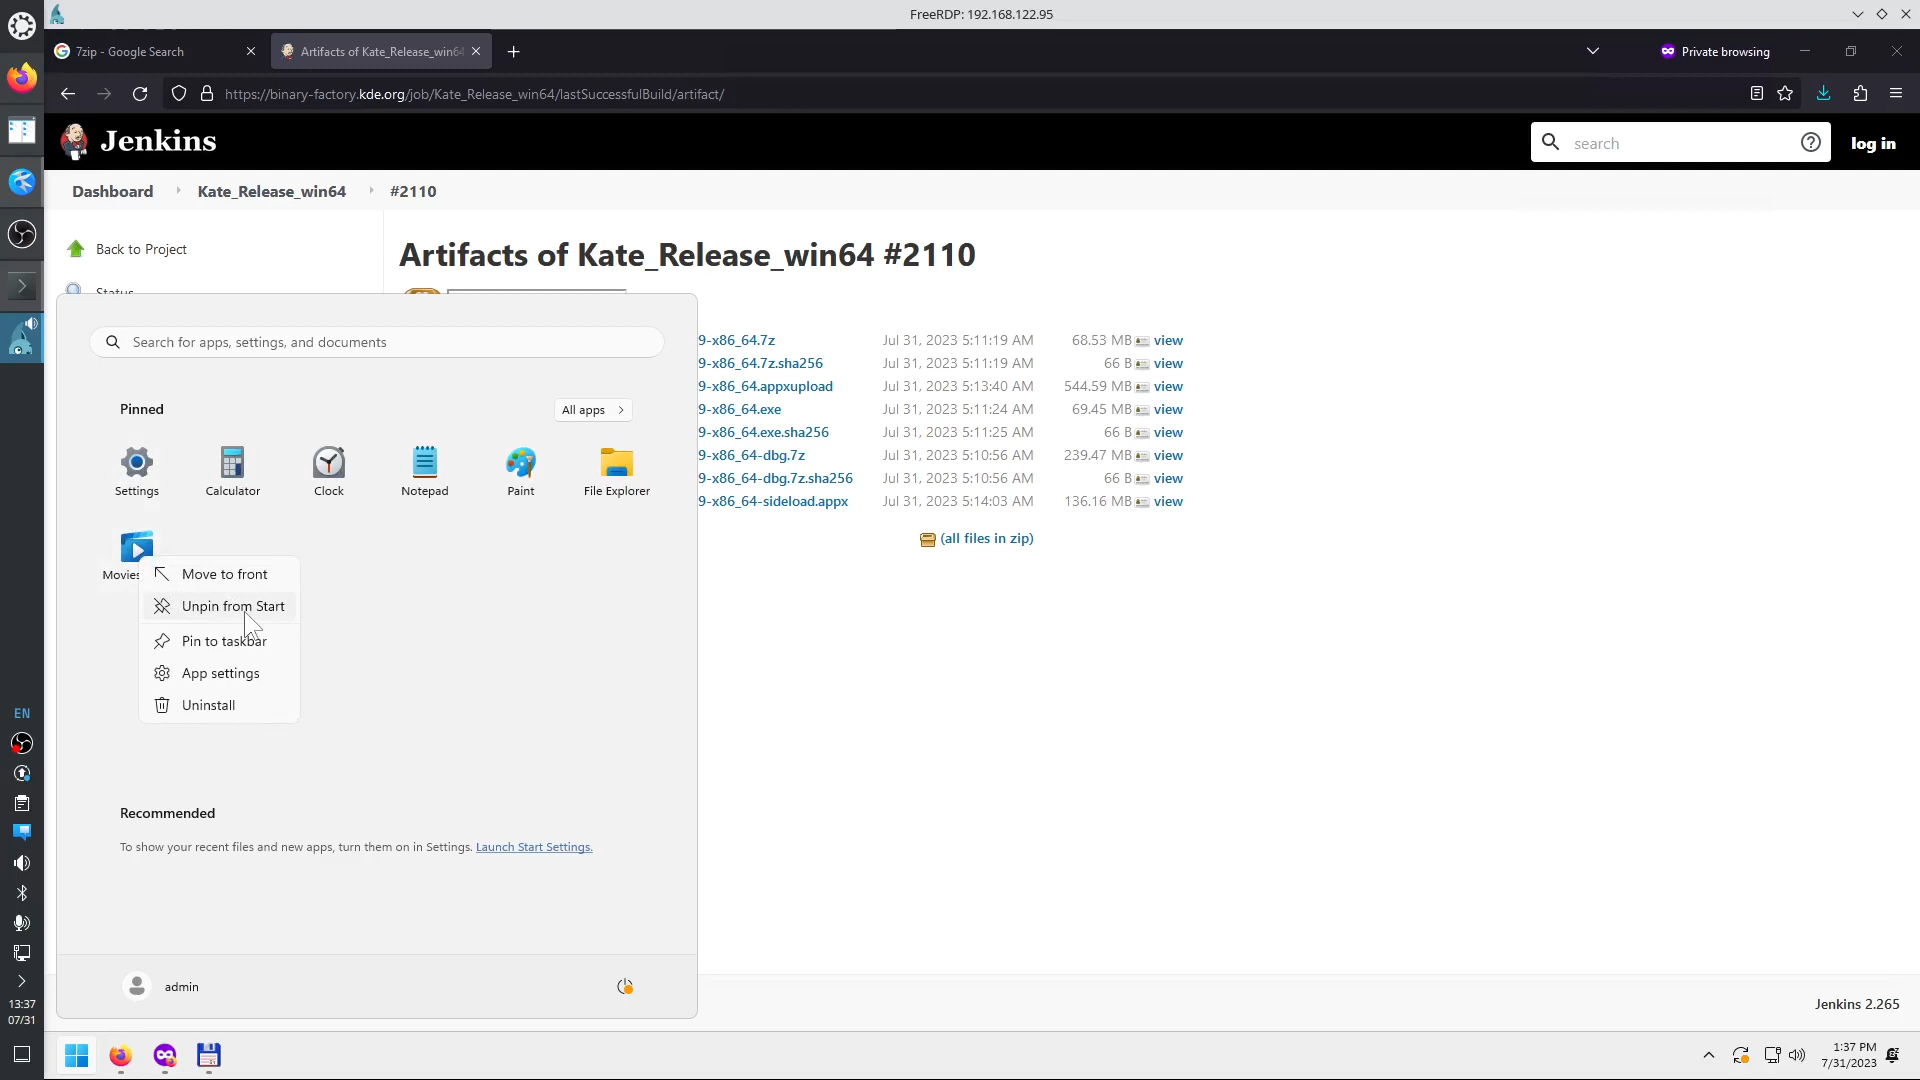 FreeRDP: 192.168.122.95
7zip - Google Search
Artifacts of Kate_Release_win64
Private browsing
https://binary-factory.kde.org/job/Kate_Release_win64/lastSuccessfulBuild/artifact/
Jenkins
search
log in
Dashboard
Kate_Release_win64
#2110
Back to Project
Artifacts of Kate_Release_win64 #2110
Status
Search for apps, settings, and documents
9-x86_64.7z Jul 31, 2023 5:11:19 AM 68.53 MB view
9-x86_64.7z.sha256 Jul 31, 2023 5:11:19 AM 66 B view
9-x86_64.appxupload Jul 31, 2023 5:13:40 AM 544.59 MB view
9-x86_64.exe Jul 31, 2023 5:11:24 AM 69.45 MB view
9-x86_64.exe.sha256 Jul 31, 2023 5:11:25 AM 66 B view
9-x86_64-dbg.7z Jul 31, 2023 5:10:56 AM 239.47 MB view
9-x86_64-dbg.7z.sha256 Jul 31, 2023 5:10:56 AM 66 B view
9-x86_64-sideload.appx Jul 31, 2023 5:14:03 AM 136.16 MB view
(all files in zip)
Pinned
All apps
Settings
Calculator
Clock
Notepad
Paint
File Explorer
Movies
Move to front
Unpin from Start
Pin to taskbar
App settings
Uninstall
Recommended
To show your recent files and new apps, turn them on in Settings. Launch Start Settings.
admin
EN
13:37
07/31
Jenkins 2.265
1:37 PM
7/31/2023